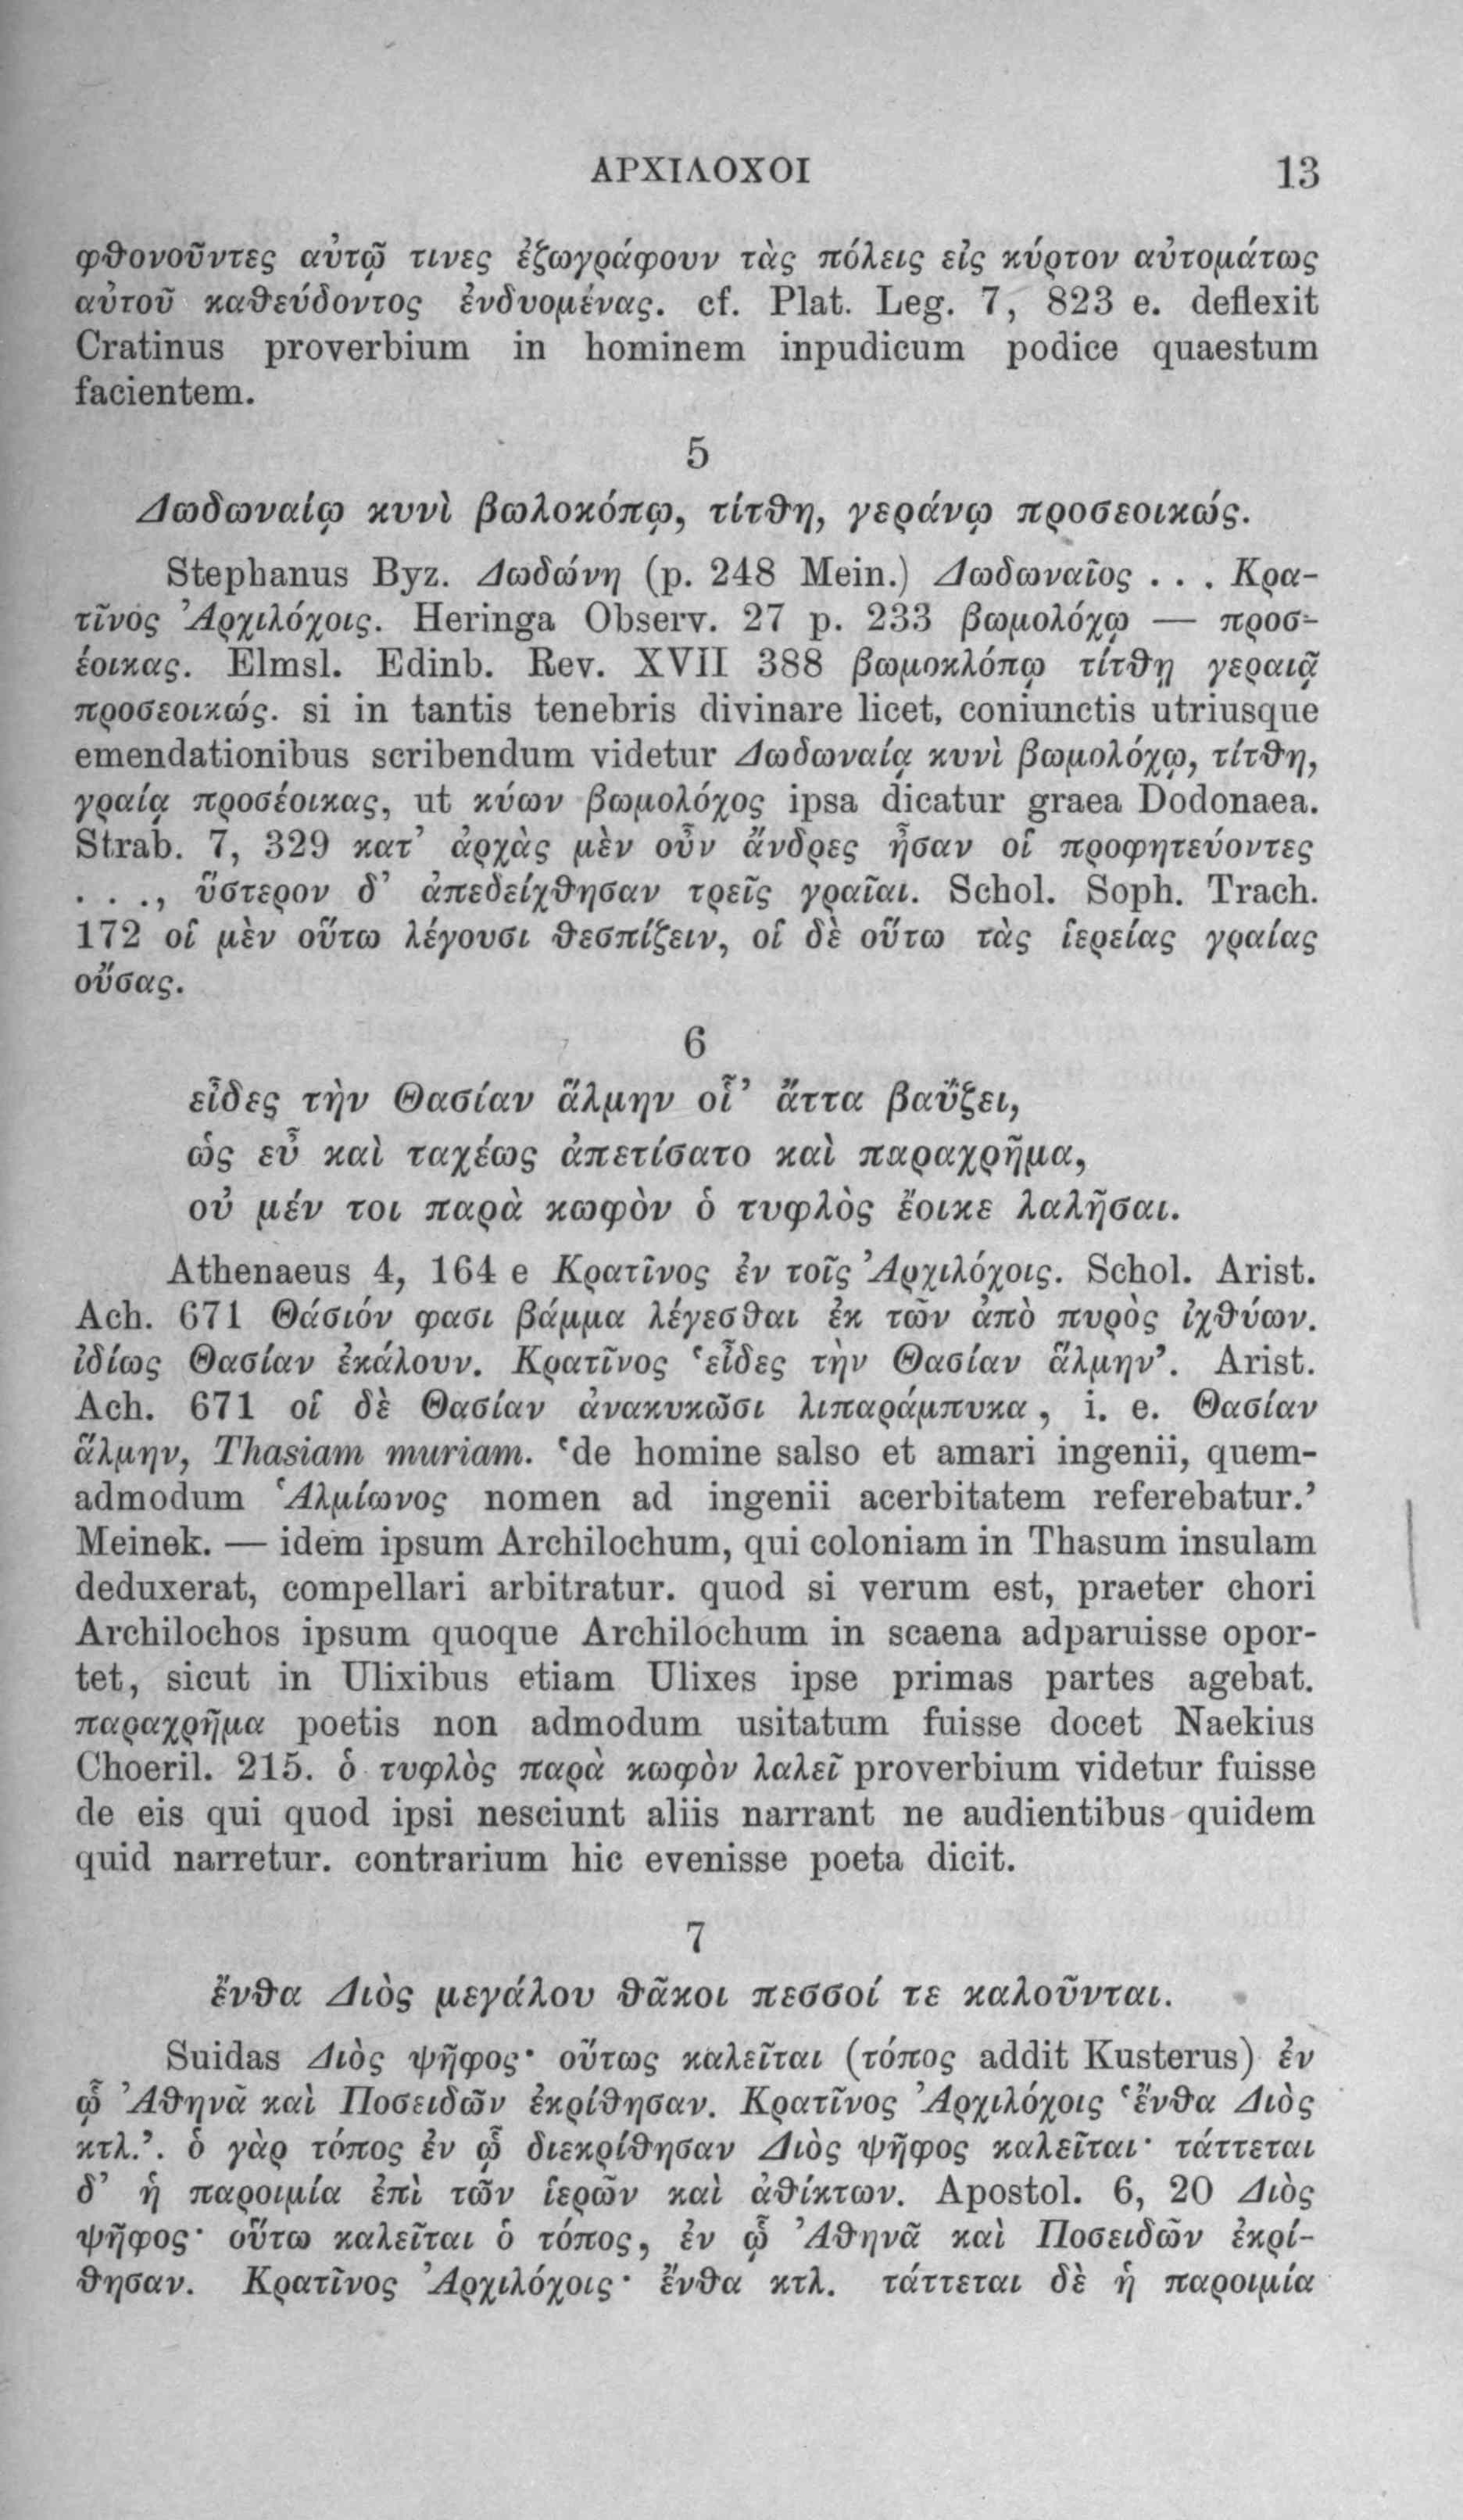 ΑΡΧΙΛΟΧΟΙ 13
φθονοῦντες αὐτῷ τινες ἐζωγράφουν τὰς πόλεις εἰς κύρτον αὐτομάτως
αὐτοῦ καθεύδοντος ἐνδυομένας. cf. Plat. Leg. 7, 823 e. deflexit
Cratinus proverbium in hominem inpudicum podice quaestum
facientem.
5
Δωδωναίῳ κυνὶ βωλοκόπῳ, τίτθη, γεράνῳ προσεοικώς.
Stephanus Byz. Δωδώνη (p. 248 Mein.) Δωδωναῖος . . . Κρα-
τῖνος Ἀρχιλόχοις. Heringa Observ. 27 p. 233 βωμολόχῳ — προσ-
έοικας. Elmsl. Edinb. Rev. XVII 388 βωμοκλόπῳ τίτθῃ γεραιᾷ
προσεοικώς. si in tantis tenebris divinare licet, coniunctis utriusque
emendationibus scribendum videtur Δωδωναίᾳ κυνὶ βωμολόχῳ, τίτθη,
γραίᾳ προσέοικας, ut κύων βωμολόχος ipsa dicatur graea Dodonaea.
Strab. 7, 329 κατ’ ἀρχὰς μὲν οὖν ἄνδρες ἦσαν οἱ προφητεύοντες
. . ., ὕστερον δ’ ἀπεδείχθησαν τρεῖς γραῖαι. Schol. Soph. Trach.
172 οἱ μὲν οὕτω λέγουσι θεσπίζειν, οἱ δὲ οὕτω τὰς ἱερείας γραίας
οὔσας.
6
εἶδες τὴν Θασίαν ἅλμην οἷ’ ἄττα βαΰζει,
ὡς εὖ καὶ ταχέως ἀπετίσατο καὶ παραχρῆμα,
οὐ μέν τοι παρὰ κωφὸν ὁ τυφλὸς ἔοικε λαλῆσαι.
Athenaeus 4, 164 e Κρατῖνος ἐν τοῖς Ἀρχιλόχοις. Schol. Arist.
Ach. 671 Θάσιόν φασι βάμμα λέγεσθαι ἐκ τῶν ἀπὸ πυρὸς ἰχθύων.
ἰδίως Θασίαν ἐκάλουν. Κρατῖνος ‘εἶδες τὴν Θασίαν ἅλμην’. Arist.
Ach. 671 οἱ δὲ Θασίαν ἀνακυκῶσι λιπαράμπυκα, i. e. Θασίαν
ἅλμην, Thasiam muriam. ‘de homine salso et amari ingenii, quem-
admodum Ἁλμίωνος nomen ad ingenii acerbitatem referebatur.’
Meinek. — idem ipsum Archilochum, qui coloniam in Thasum insulam
deduxerat, compellari arbitratur. quod si verum est, praeter chori
Archilochos ipsum quoque Archilochum in scaena adparuisse opor-
tet, sicut in Ulixibus etiam Ulixes ipse primas partes agebat.
παραχρῆμα poetis non admodum usitatum fuisse docet Naekius
Choeril. 215. ὁ τυφλὸς παρὰ κωφὸν λαλεῖ proverbium videtur fuisse
de eis qui quod ipsi nesciunt aliis narrant ne audientibus quidem
quid narretur. contrarium hic evenisse poeta dicit.
7
ἔνθα Διὸς μεγάλου θᾶκοι πεσσοί τε καλοῦνται.
Suidas Διὸς ψῆφος· οὕτως καλεῖται (τόπος addit Kusterus) ἐν
ᾧ Ἀθηνᾶ καὶ Ποσειδῶν ἐκρίθησαν. Κρατῖνος Ἀρχιλόχοις ‘ἔνθα Διὸς
κτλ.’. ὁ γὰρ τόπος ἐν ᾧ διεκρίθησαν Διὸς ψῆφος καλεῖται· τάττεται
δ’ ἡ παροιμία ἐπὶ τῶν ἱερῶν καὶ ἀθίκτων. Apostol. 6, 20 Διὸς
ψῆφος· οὕτω καλεῖται ὁ τόπος, ἐν ᾧ Ἀθηνᾶ καὶ Ποσειδῶν ἐκρί-
θησαν. Κρατῖνος Ἀρχιλόχοις· ἔνθα κτλ. τάττεται δὲ ἡ παροιμία